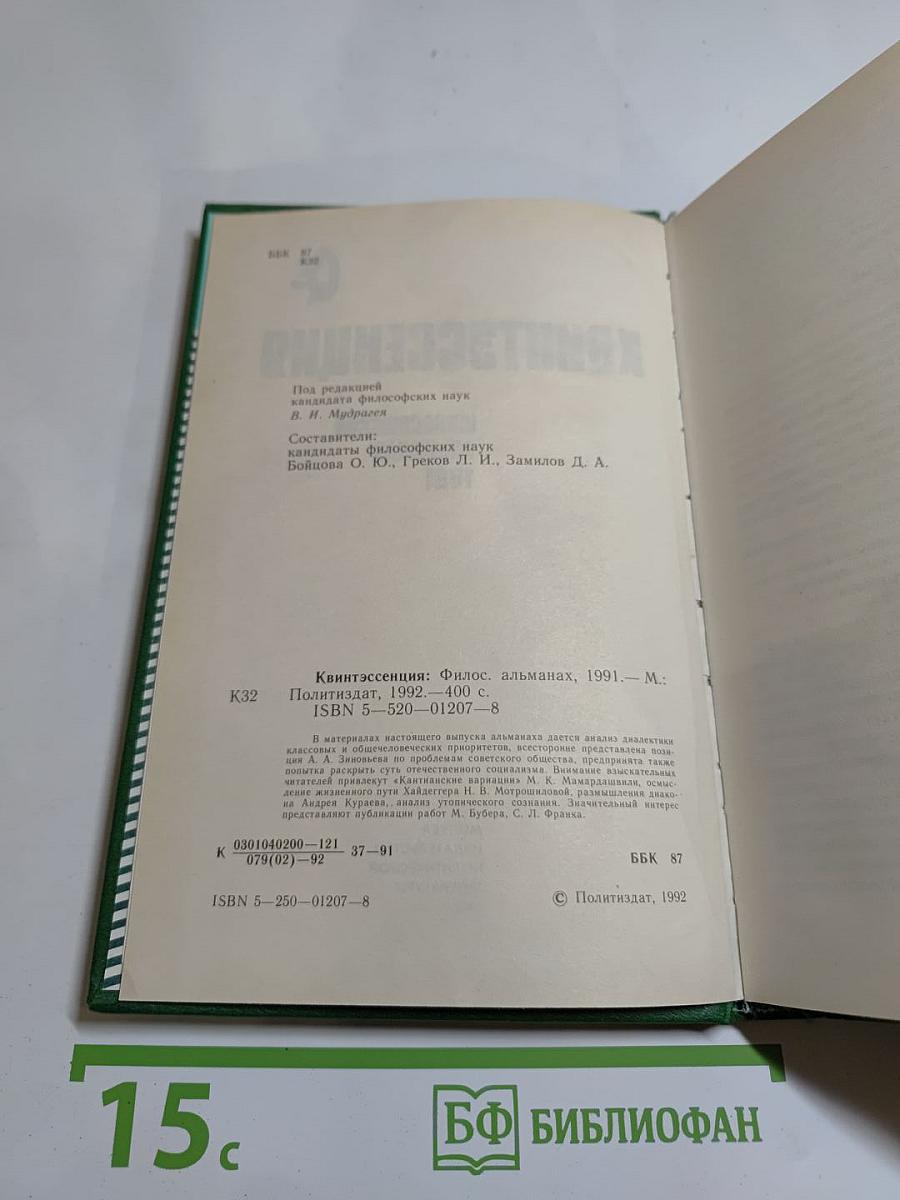 ББК 87
К32
КВИНТЭССЕНЦИЯ
1991
Под редакцией
кандидата философских наук
В. И. Мудрагея
Составители:
кандидаты философских наук
Бойцова О. Ю., Греков Л. И., Замилов Д. А.
Квинтэссенция: Филос. альманах, 1991.— М.:
К32 Политиздат, 1992.—400 с.
ISBN 5—520—01207—8
В материалах настоящего выпуска альманаха дается анализ диалектики
классовых и общечеловеческих приоритетов, всесторонне представлена пози-
ция А. А. Зиновьева по проблемам советского общества, предпринята также
попытка раскрыть суть отечественного социализма. Внимание взыскательных
читателей привлекут «Кантианские вариации» М. К. Мамардашвили, осмыс-
ление жизненного пути Хайдеггера Н. В. Мотрошиловой, размышления диако-
на Андрея Кураева, анализ утопического сознания. Значительный интерес
представляют публикации работ М. Бубера, С. Л. Франка.
К 0301040200—121 37—91
079(02)—92
ББК 87
ISBN 5—250—01207—8
© Политиздат, 1992
15 с
БФ БИБЛИОФАН